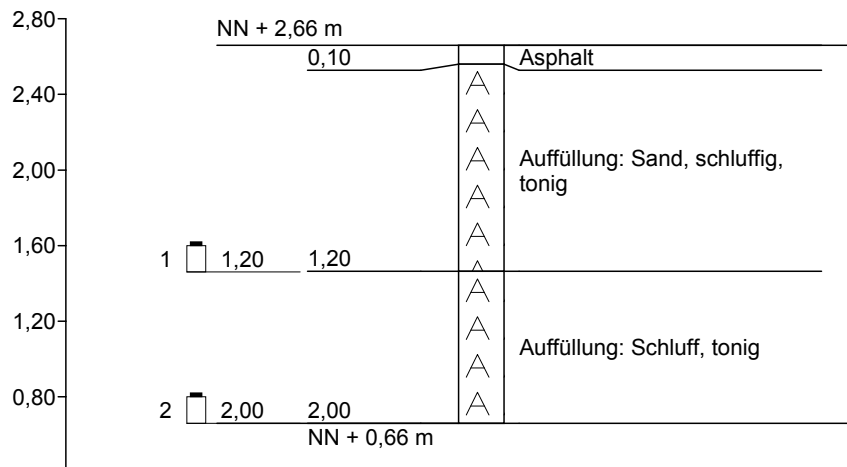 2,80
NN + 2,66 m
0,10
Asphalt
2,40
A
A
A
2,00
Auffüllung: Sand, schluffig,
tonig
A
A
1,60
1
1,20
1,20
A
A
1,20
A
Auffüllung: Schluff, tonig
A
0,80
2
2,00
2,00
A
NN + 0,66 m